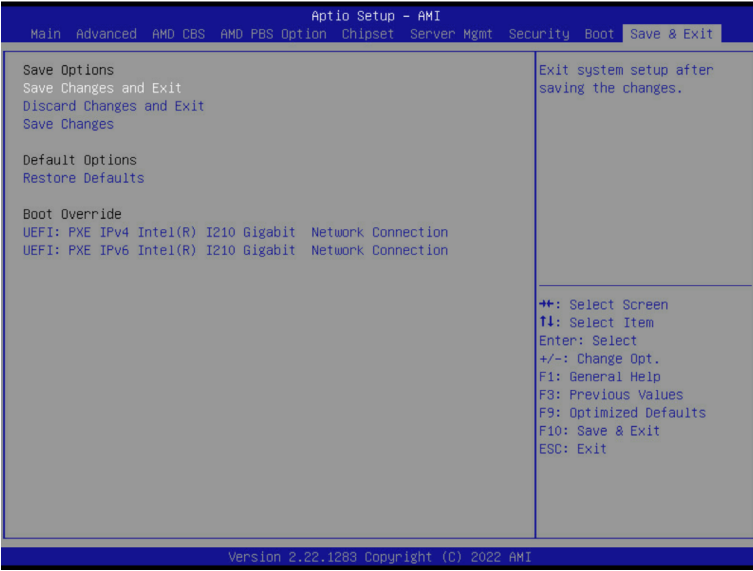 Aptio Setup – AMI
Main Advanced AMD CBS AMD PBS Option Chipset Server Mgmt Security Boot Save & Exit
Save Options
Save Changes and Exit
Discard Changes and Exit
Save Changes
Default Options
Restore Defaults
Boot Override
UEFI: PXE IPv4 Intel(R) I210 Gigabit Network Connection
UEFI: PXE IPv6 Intel(R) I210 Gigabit Network Connection
Exit system setup after
saving the changes.
→←: Select Screen
↑↓: Select Item
Enter: Select
+/-: Change Opt.
F1: General Help
F3: Previous Values
F9: Optimized Defaults
F10: Save & Exit
ESC: Exit
Version 2.22.1283 Copyright (C) 2022 AMI